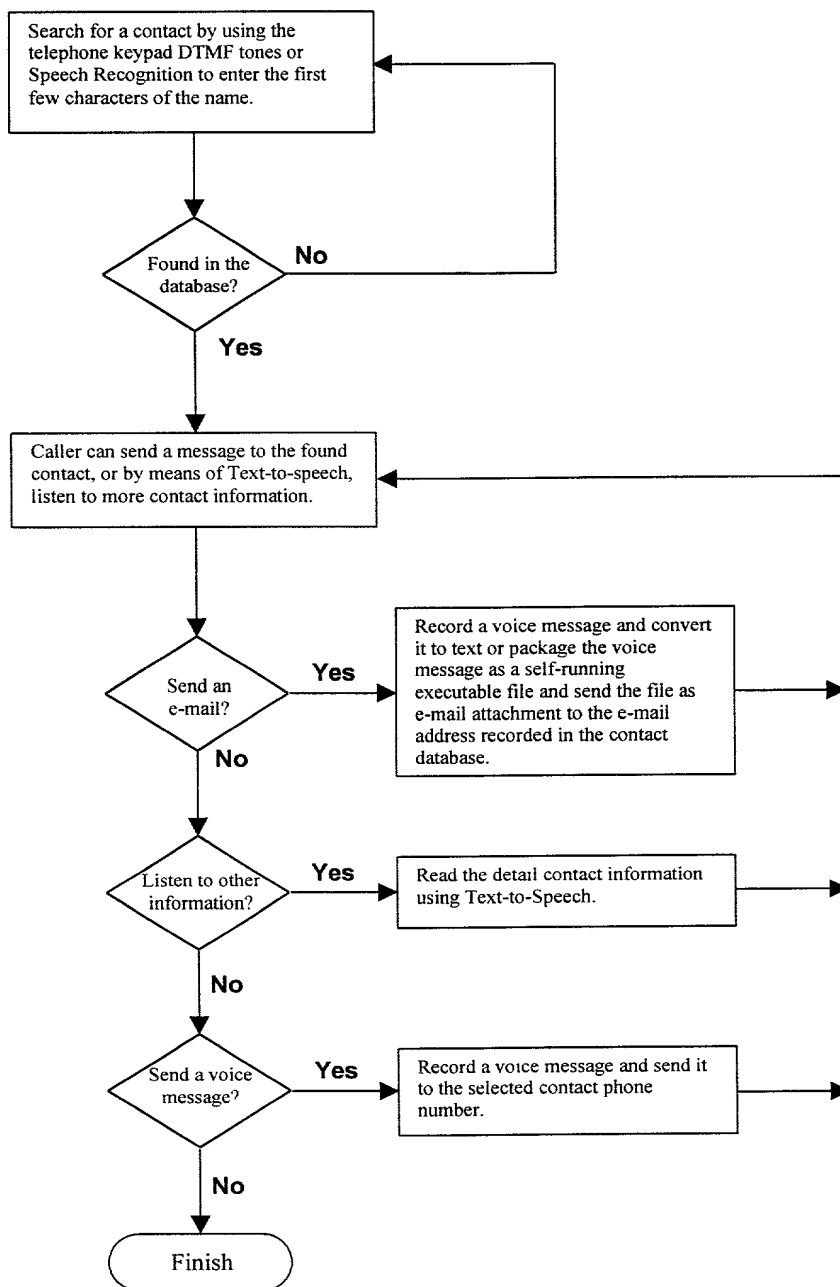 Search for a contact by using the
telephone keypad DTMF tones or
Speech Recognition to enter the first
few characters of the name.
Found in the
database?
No
Yes
Caller can send a message to the found
contact, or by means of Text-to-speech,
listen to more contact information.
Send an
e-mail?
Yes
Record a voice message and convert
it to text or package the voice
message as a self-running
executable file and send the file as
e-mail attachment to the e-mail
address recorded in the contact
database.
No
Listen to other
information?
Yes
Read the detail contact information
using Text-to-Speech.
No
Send a voice
message?
Yes
Record a voice message and send it
to the selected contact phone
number.
No
Finish